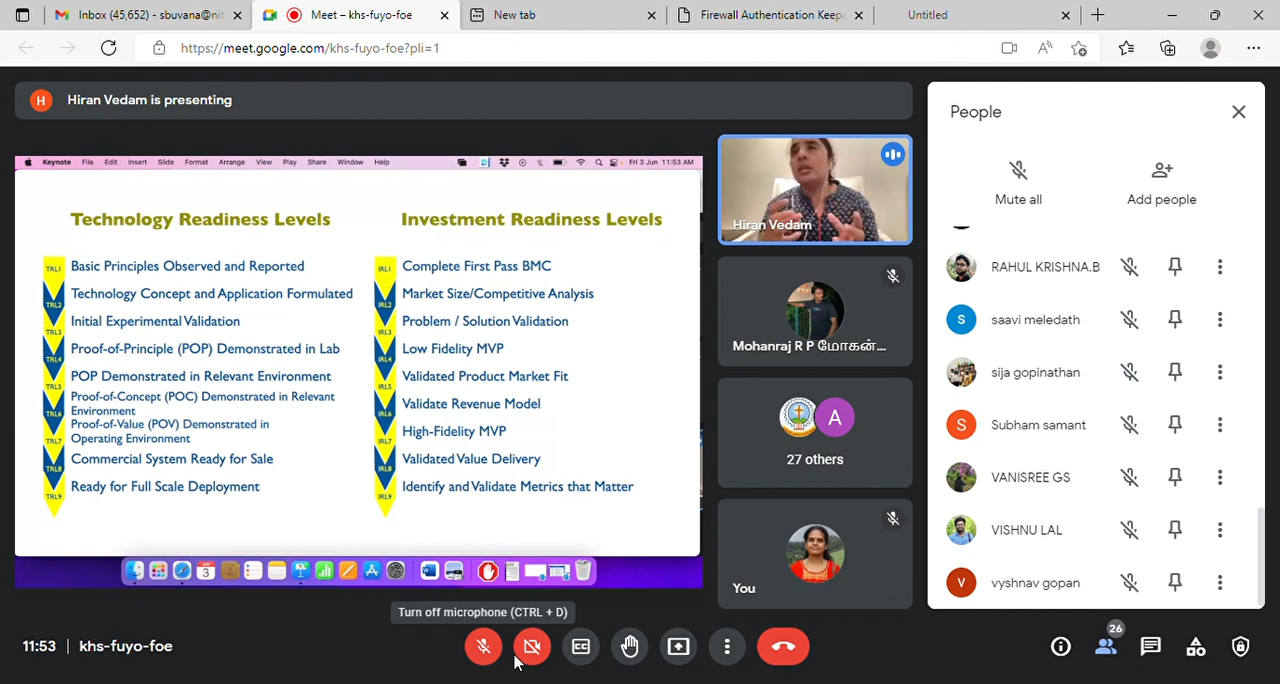 Inbox (45,652) - sbuvana@nit
Meet – khs-fuyo-foe
New tab
Firewall Authentication Keepa
Untitled
https://meet.google.com/khs-fuyo-foe?pli=1
H
Hiran Vedam is presenting
Keynote File Edit Insert Slide Format Arrange View Play Share Window Help
Fri 3 Jun 11:53 AM
Technology Readiness Levels
TRL1 Basic Principles Observed and Reported
TRL2 Technology Concept and Application Formulated
TRL3 Initial Experimental Validation
TRL4 Proof-of-Principle (POP) Demonstrated in Lab
TRL5 POP Demonstrated in Relevant Environment
TRL6 Proof-of-Concept (POC) Demonstrated in Relevant
Environment
TRL7 Proof-of-Value (POV) Demonstrated in
Operating Environment
TRL8 Commercial System Ready for Sale
TRL9 Ready for Full Scale Deployment
Investment Readiness Levels
IRL1 Complete First Pass BMC
IRL2 Market Size/Competitive Analysis
IRL3 Problem / Solution Validation
IRL4 Low Fidelity MVP
IRL5 Validated Product Market Fit
IRL6 Validate Revenue Model
IRL7 High-Fidelity MVP
IRL8 Validated Value Delivery
IRL9 Identify and Validate Metrics that Matter
3
Hiran Vedam
Mohanraj R P மோகன்...
A
27 others
You
People
Mute all
Add people
RAHUL KRISHNA.B
S saavi meledath
sija gopinathan
S Subham samant
VANISREE GS
VISHNU LAL
V vyshnav gopan
Turn off microphone (CTRL + D)
11:53 | khs-fuyo-foe
CC
26